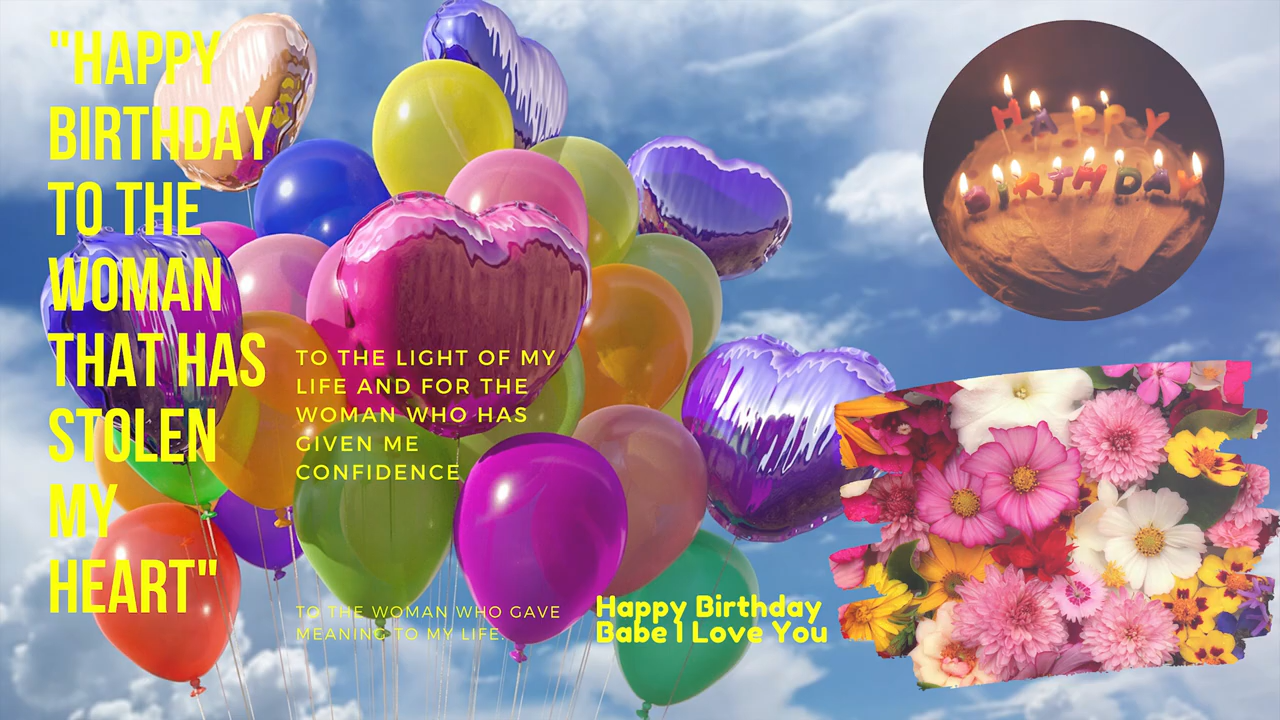 "HAPPY
BIRTHDAY
TO THE
WOMAN
THAT HAS
STOLEN
MY
HEART"
TO THE LIGHT OF MY
LIFE AND FOR THE
WOMAN WHO HAS
GIVEN ME
CONFIDENCE
TO THE WOMAN WHO GAVE
MEANING TO MY LIFE.
Happy Birthday
Babe I Love You
HAPPY
BIRTHDAY